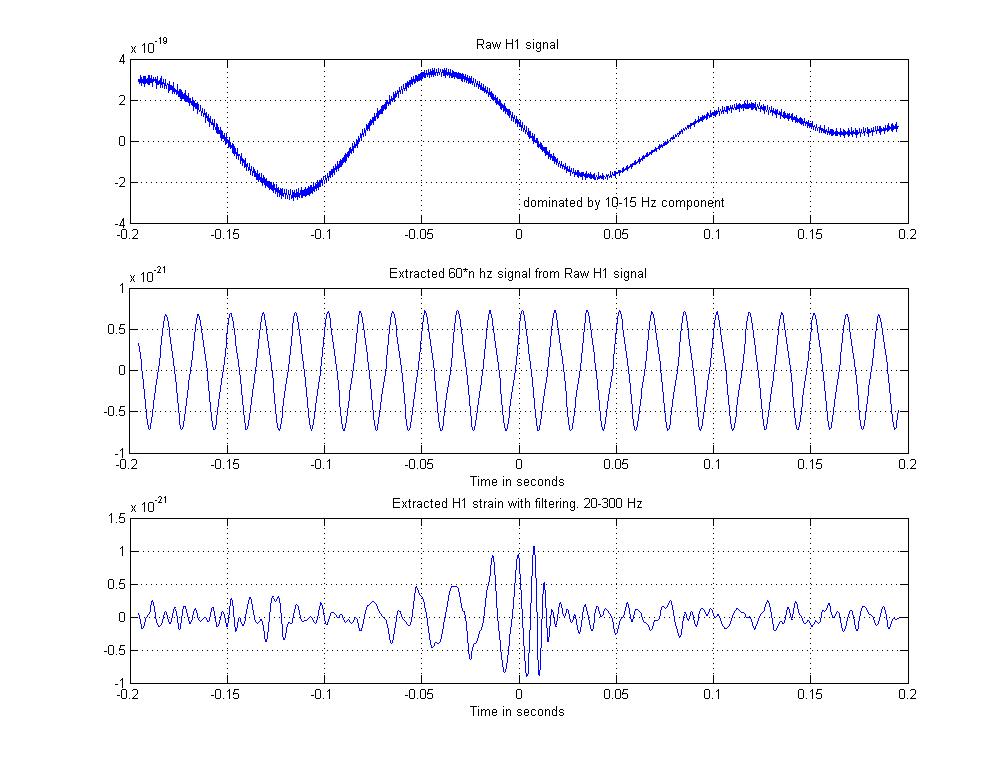 Raw H1 signal
x 10-19
4
2
0
-2
-4
dominated by 10-15 Hz component
-0.2 -0.15 -0.1 -0.05 0 0.05 0.1 0.15 0.2
Extracted 60*n hz signal from Raw H1 signal
x 10-21
1
0.5
0
-0.5
-1
-0.2 -0.15 -0.1 -0.05 0 0.05 0.1 0.15 0.2
Time in seconds
Extracted H1 strain with filtering. 20-300 Hz
x 10-21
1.5
1
0.5
0
-0.5
-1
-0.2 -0.15 -0.1 -0.05 0 0.05 0.1 0.15 0.2
Time in seconds